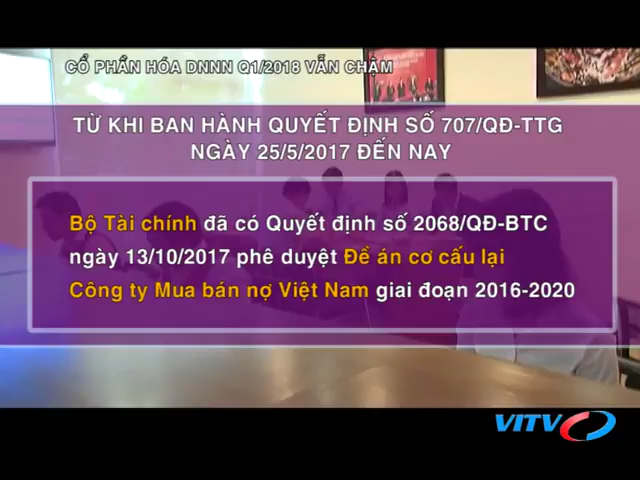 CỔ PHẦN HÓA DNNN Q1/2018 VẪN CHẬM
TỪ KHI BAN HÀNH QUYẾT ĐỊNH SỐ 707/QĐ-TTG
NGÀY 25/5/2017 ĐẾN NAY
Bộ Tài chính đã có Quyết định số 2068/QĐ-BTC
ngày 13/10/2017 phê duyệt Đề án cơ cấu lại
Công ty Mua bán nợ Việt Nam giai đoạn 2016-2020
VITV